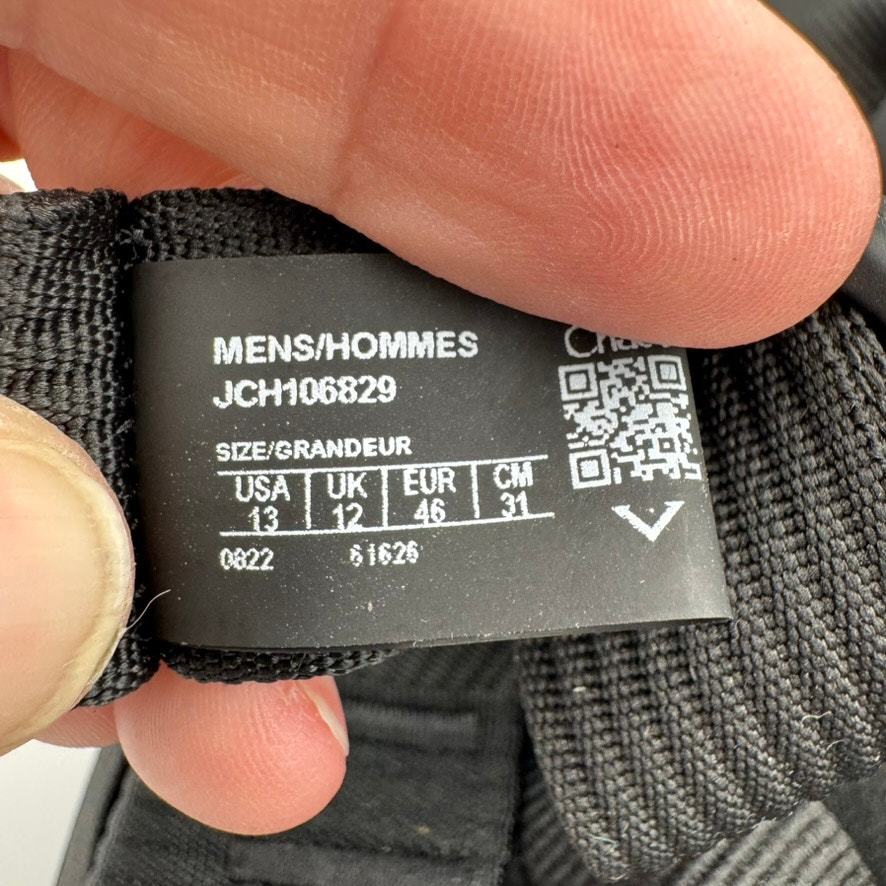 MENS/HOMMES
JCH106829
SIZE/GRANDEUR
USA UK EUR CM
13 12 46 31
0822 61626